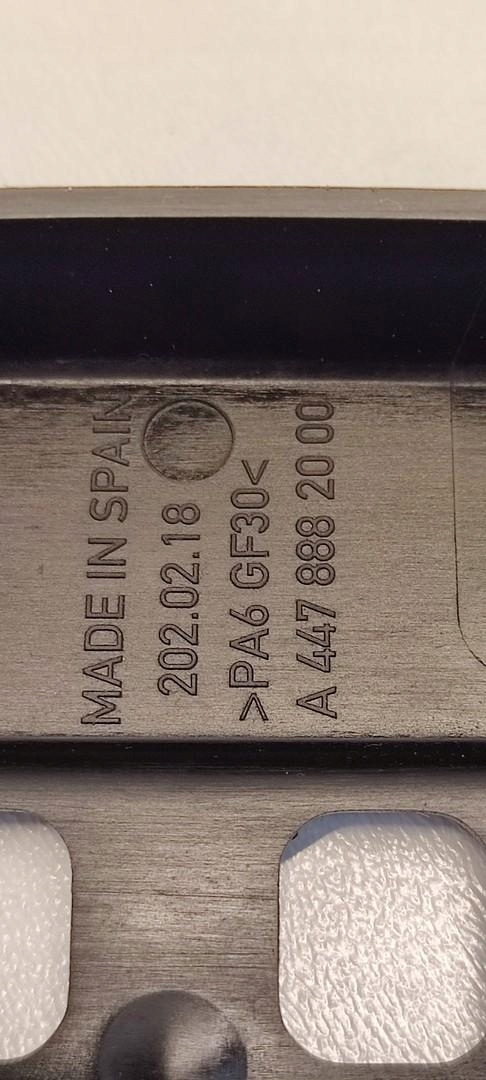 MADE IN SPAIN
202.02.18
>PA6 GF30<
A 447 888 20 00